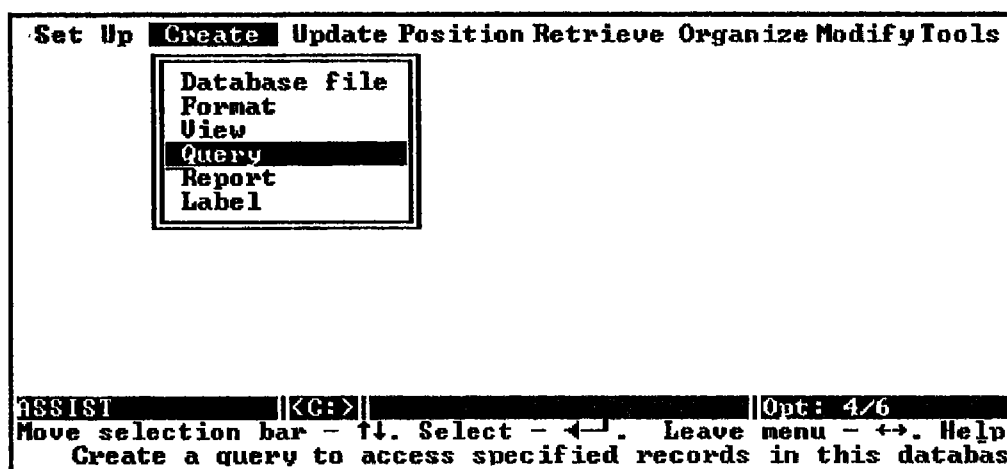 Set Up Create Update Position Retrieve Organize Modify Tools
Database file
Format
View
Query
Report
Label
ASSIST <C:> Opt: 4/6
Move selection bar - ↑↓. Select - ◄─┘. Leave menu - ↔. Help
Create a query to access specified records in this databas